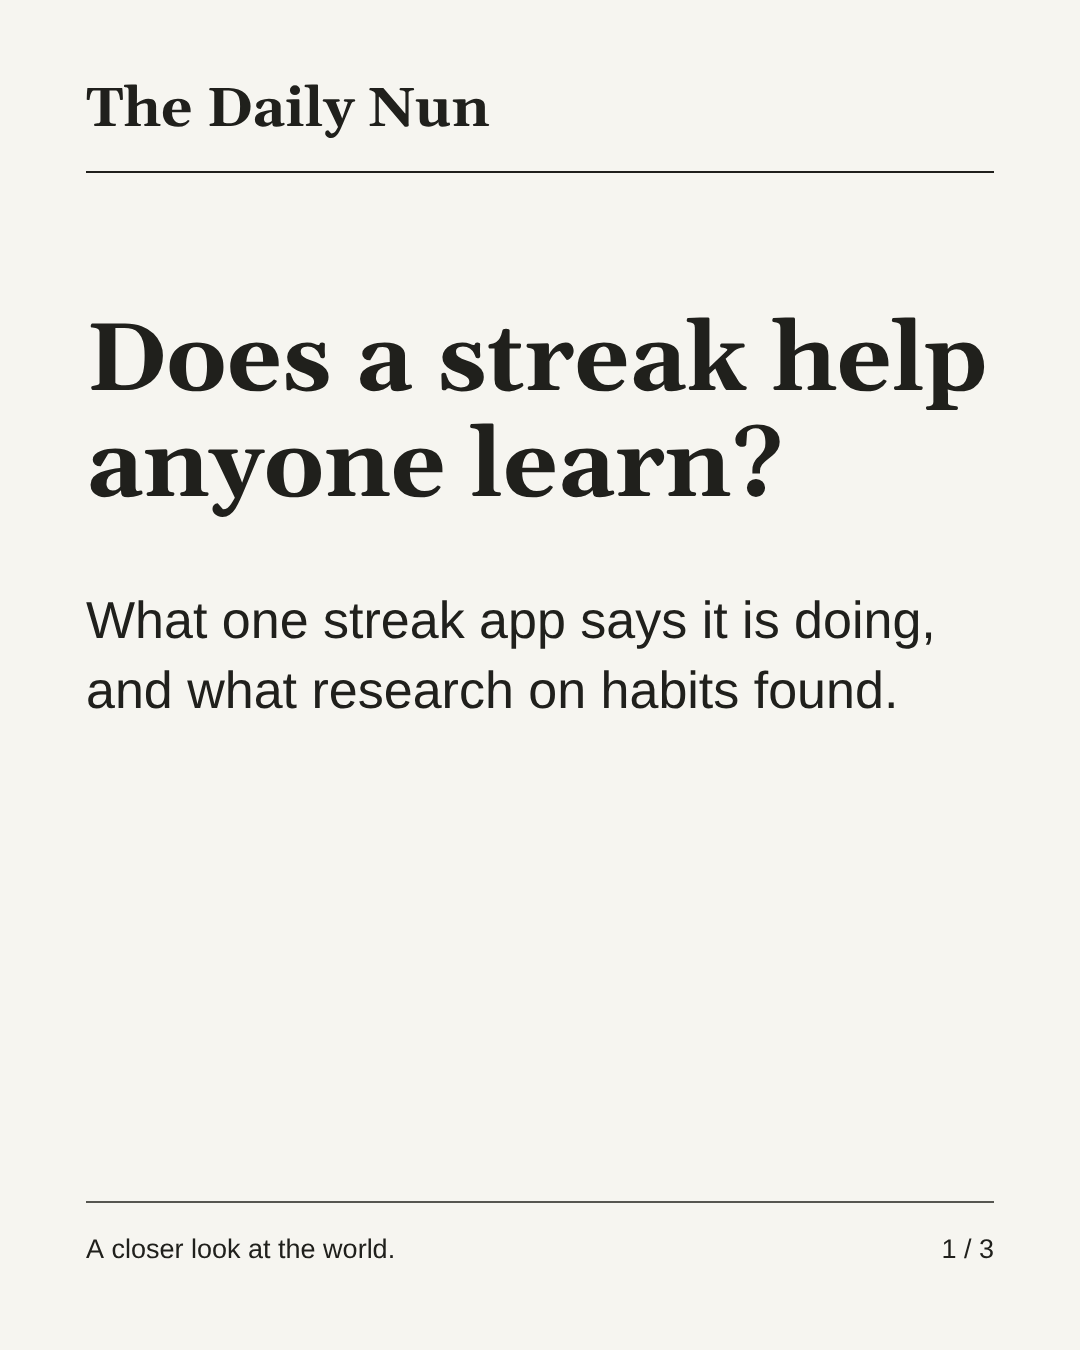 The Daily Nun
Does a streak help
anyone learn?
What one streak app says it is doing,
and what research on habits found.
A closer look at the world.
1 / 3